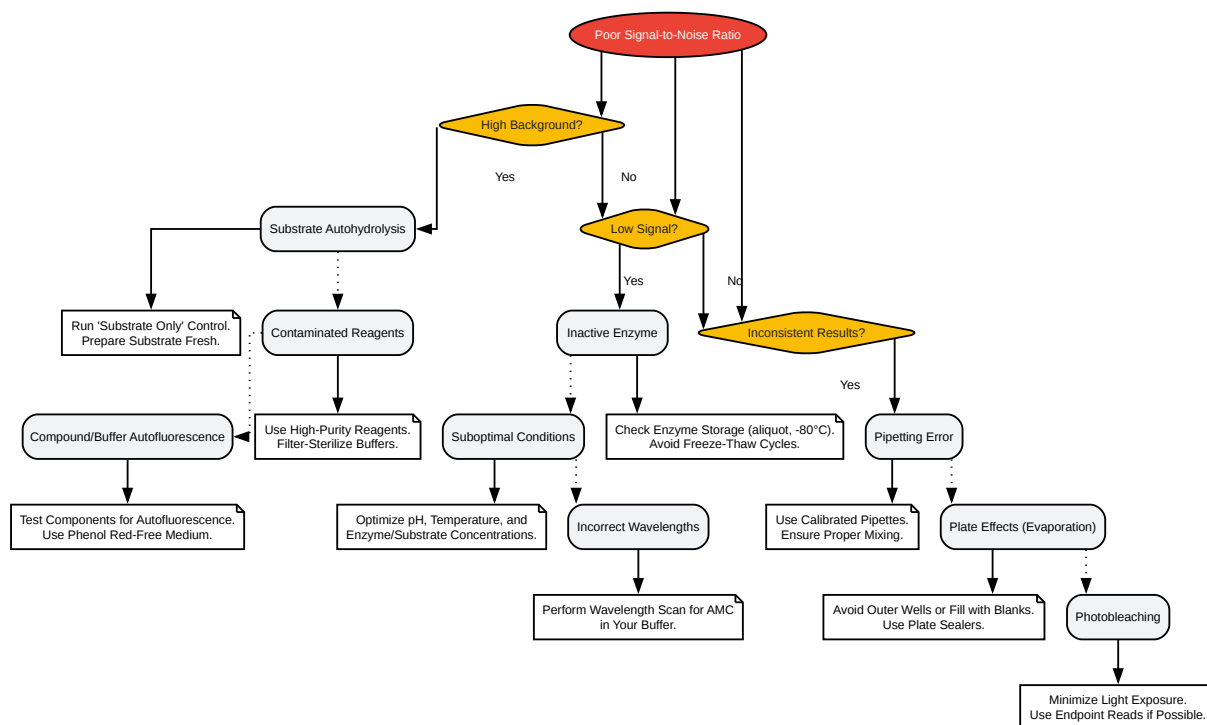 Poor Signal-to-Noise Ratio
High Background?
Yes
No
Substrate Autohydrolysis
Low Signal?
Yes
No
Run 'Substrate Only' Control.
Prepare Substrate Fresh.
Contaminated Reagents
Inactive Enzyme
Inconsistent Results?
Yes
Compound/Buffer Autofluorescence
Use High-Purity Reagents.
Filter-Sterilize Buffers.
Suboptimal Conditions
Check Enzyme Storage (aliquot, -80°C).
Avoid Freeze-Thaw Cycles.
Pipetting Error
Test Components for Autofluorescence.
Use Phenol Red-Free Medium.
Optimize pH, Temperature, and
Enzyme/Substrate Concentrations.
Incorrect Wavelengths
Use Calibrated Pipettes.
Ensure Proper Mixing.
Plate Effects (Evaporation)
Perform Wavelength Scan for AMC
in Your Buffer.
Avoid Outer Wells or Fill with Blanks.
Use Plate Sealers.
Photobleaching
Minimize Light Exposure.
Use Endpoint Reads if Possible.